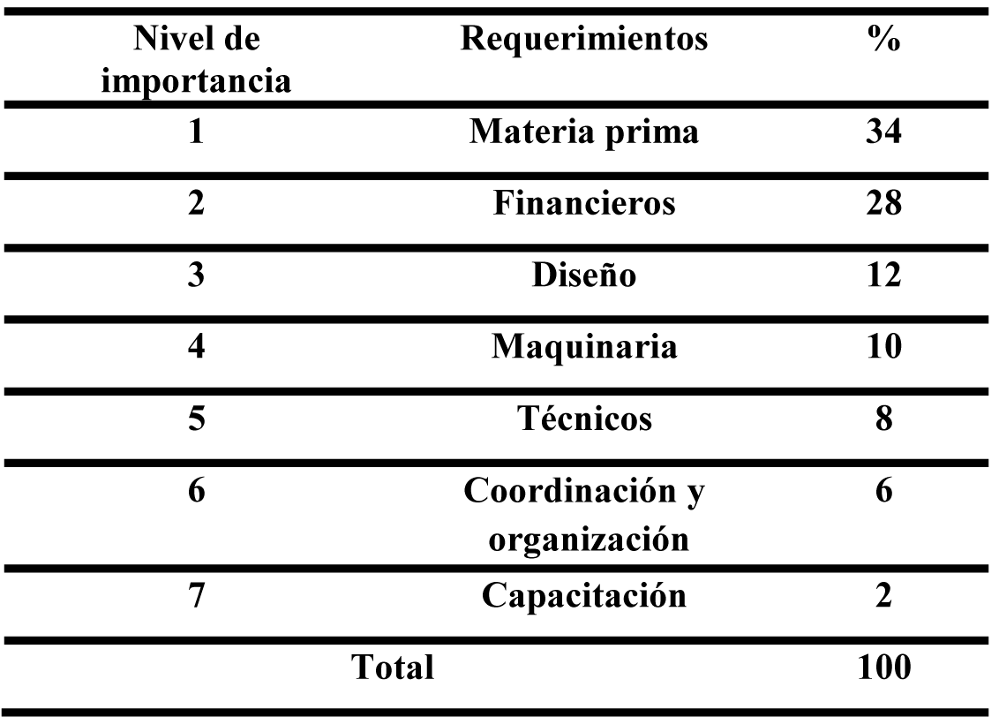 Nivel de importancia Requerimientos %
1 Materia prima 34
2 Financieros 28
3 Diseño 12
4 Maquinaria 10
5 Técnicos 8
6 Coordinación y organización 6
7 Capacitación 2
Total 100